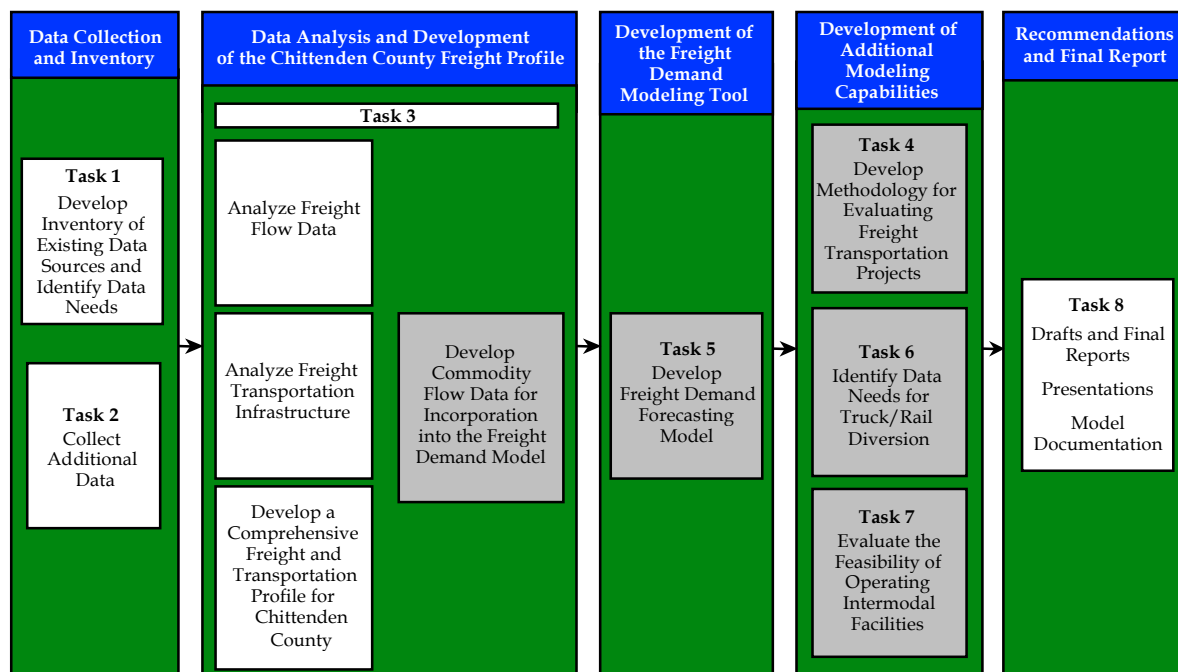 Data Collection
and Inventory
Task 1
Develop
Inventory of
Existing Data
Sources and
Identify Data
Needs
Task 2
Collect
Additional
Data
Data Analysis and Development
of the Chittenden County Freight Profile
Task 3
Analyze Freight
Flow Data
Analyze Freight
Transportation
Infrastructure
Develop a
Comprehensive
Freight and
Transportation
Profile for
Chittenden
County
Develop
Commodity
Flow Data for
Incorporation
into the Freight
Demand Model
Development of
the Freight
Demand
Modeling Tool
Task 5
Develop
Freight Demand
Forecasting
Model
Development of
Additional
Modeling
Capabilities
Task 4
Develop
Methodology for
Evaluating
Freight
Transportation
Projects
Task 6
Identify Data
Needs for
Truck/Rail
Diversion
Task 7
Evaluate the
Feasibility of
Operating
Intermodal
Facilities
Recommendations
and Final Report
Task 8
Drafts and Final
Reports
Presentations
Model
Documentation